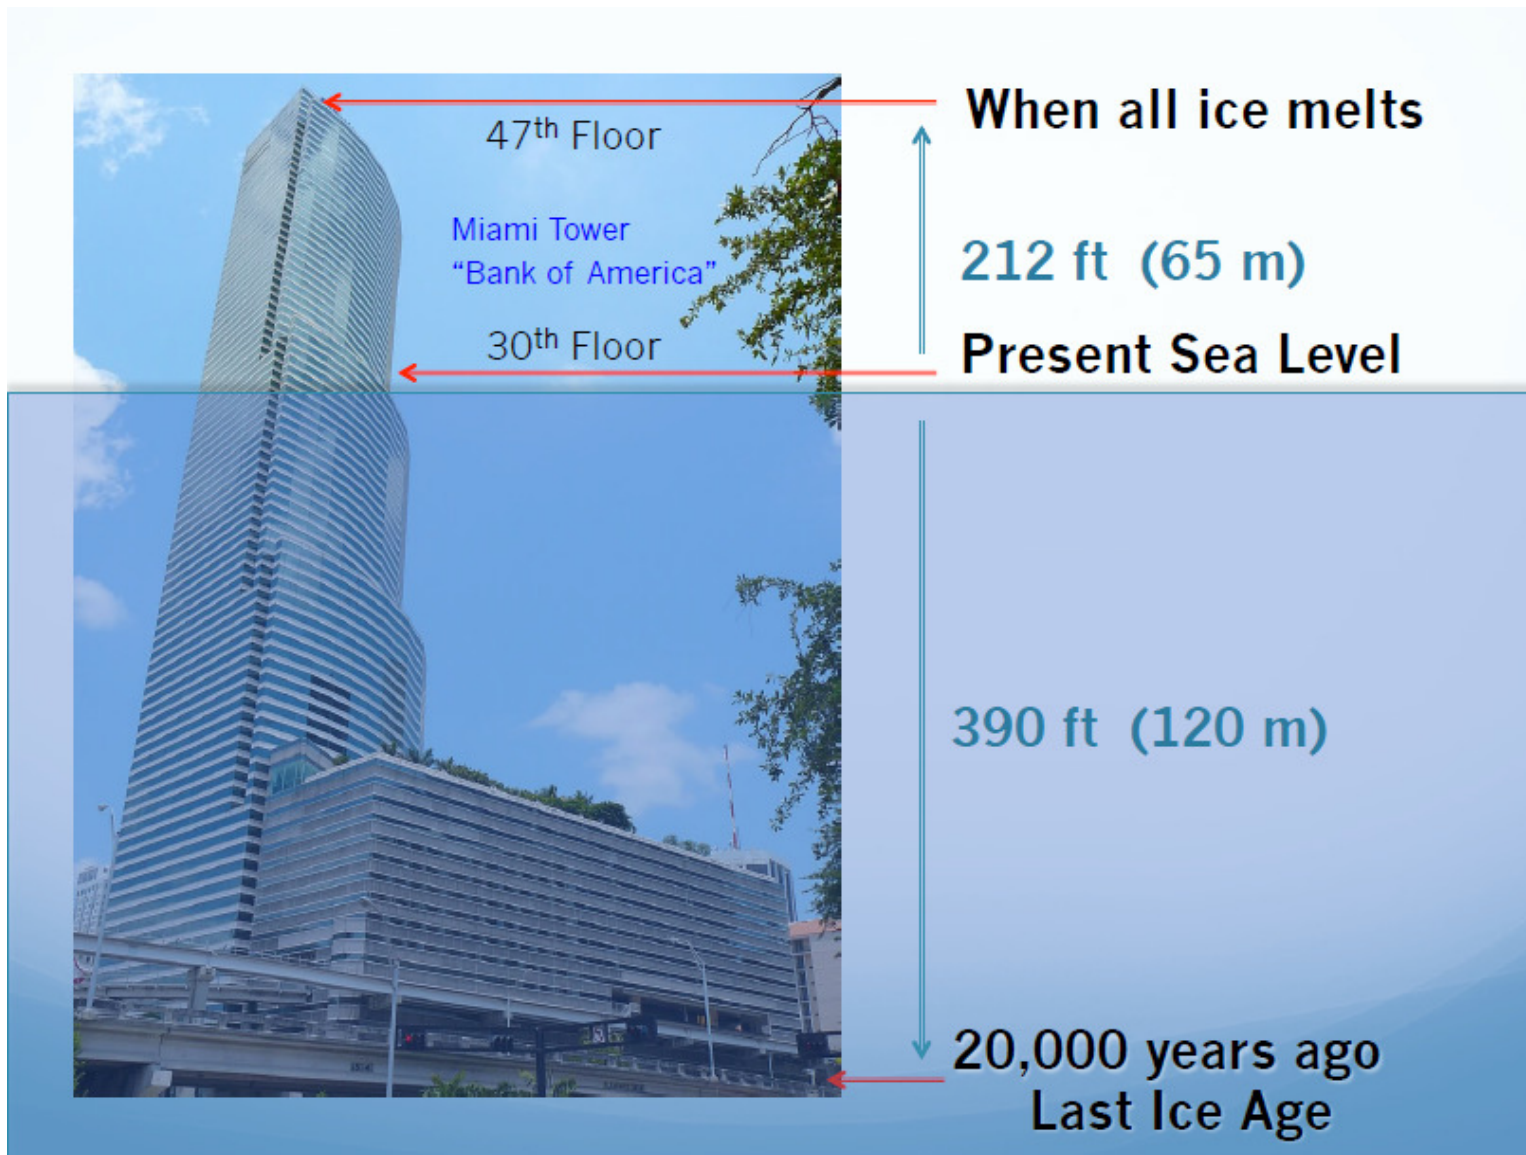 When all ice melts
47th Floor
Miami Tower
“Bank of America”
212 ft (65 m)
30th Floor
Present Sea Level
390 ft (120 m)
20,000 years ago
Last Ice Age